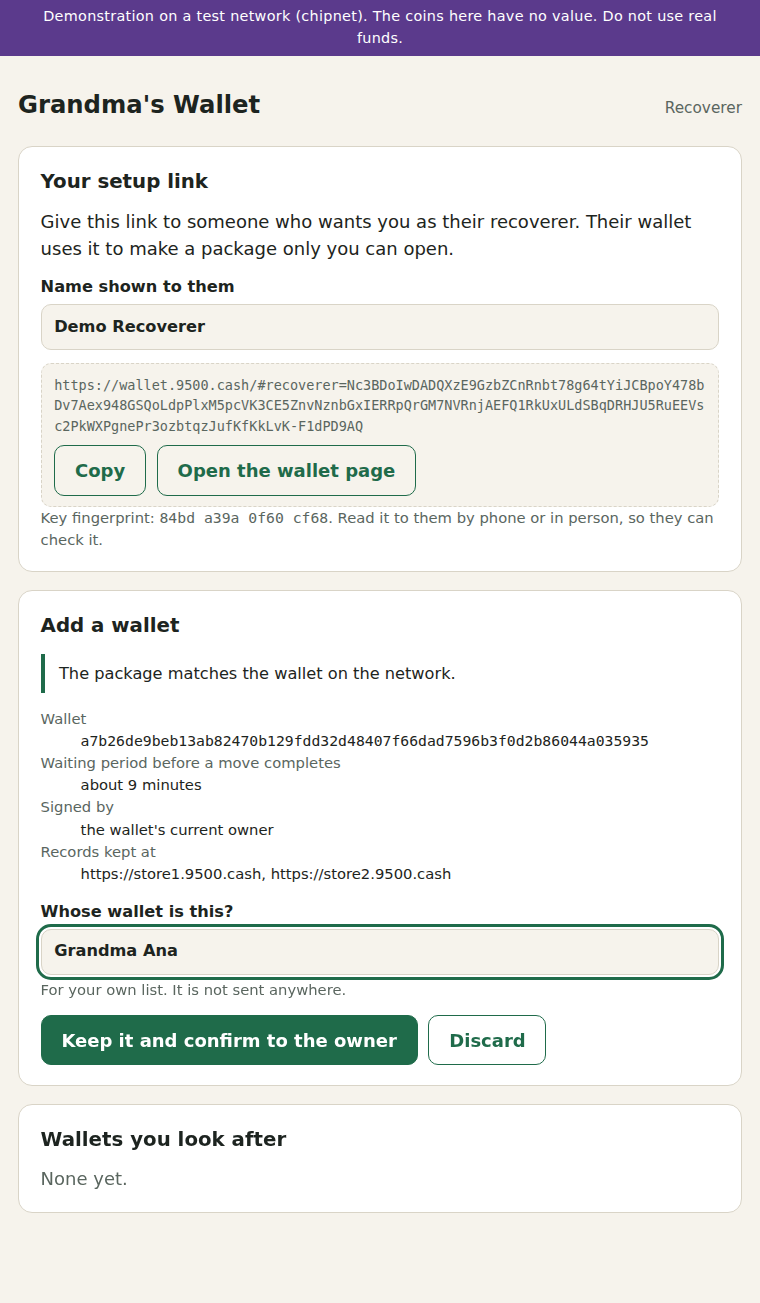 Demonstration on a test network (chipnet). The coins here have no value. Do not use real
funds.
Grandma's Wallet
Recoverer
Your setup link
Give this link to someone who wants you as their recoverer. Their wallet
uses it to make a package only you can open.
Name shown to them
Demo Recoverer
https://wallet.9500.cash/#recoverer=Nc3BDoIwDADQXzE9GzbZCnRnbt78g64tYiJCBpoY478b
Dv7Aex948GSQoLdpPlxM5pcVK3CE5ZnvNznbGxIERRpQrGM7NVRnjAEFQ1RkUxULdSBqDRHJU5RuEEVs
c2PkWXPgnePr3ozbtqzJufKfKkLvK-F1dPD9AQ
Copy
Open the wallet page
Key fingerprint: 84bd a39a 0f60 cf68. Read it to them by phone or in person, so they can
check it.
Add a wallet
The package matches the wallet on the network.
Wallet
a7b26de9beb13ab82470b129fdd32d48407f66dad7596b3f0d2b86044a035935
Waiting period before a move completes
about 9 minutes
Signed by
the wallet's current owner
Records kept at
https://store1.9500.cash, https://store2.9500.cash
Whose wallet is this?
Grandma Ana
For your own list. It is not sent anywhere.
Keep it and confirm to the owner
Discard
Wallets you look after
None yet.